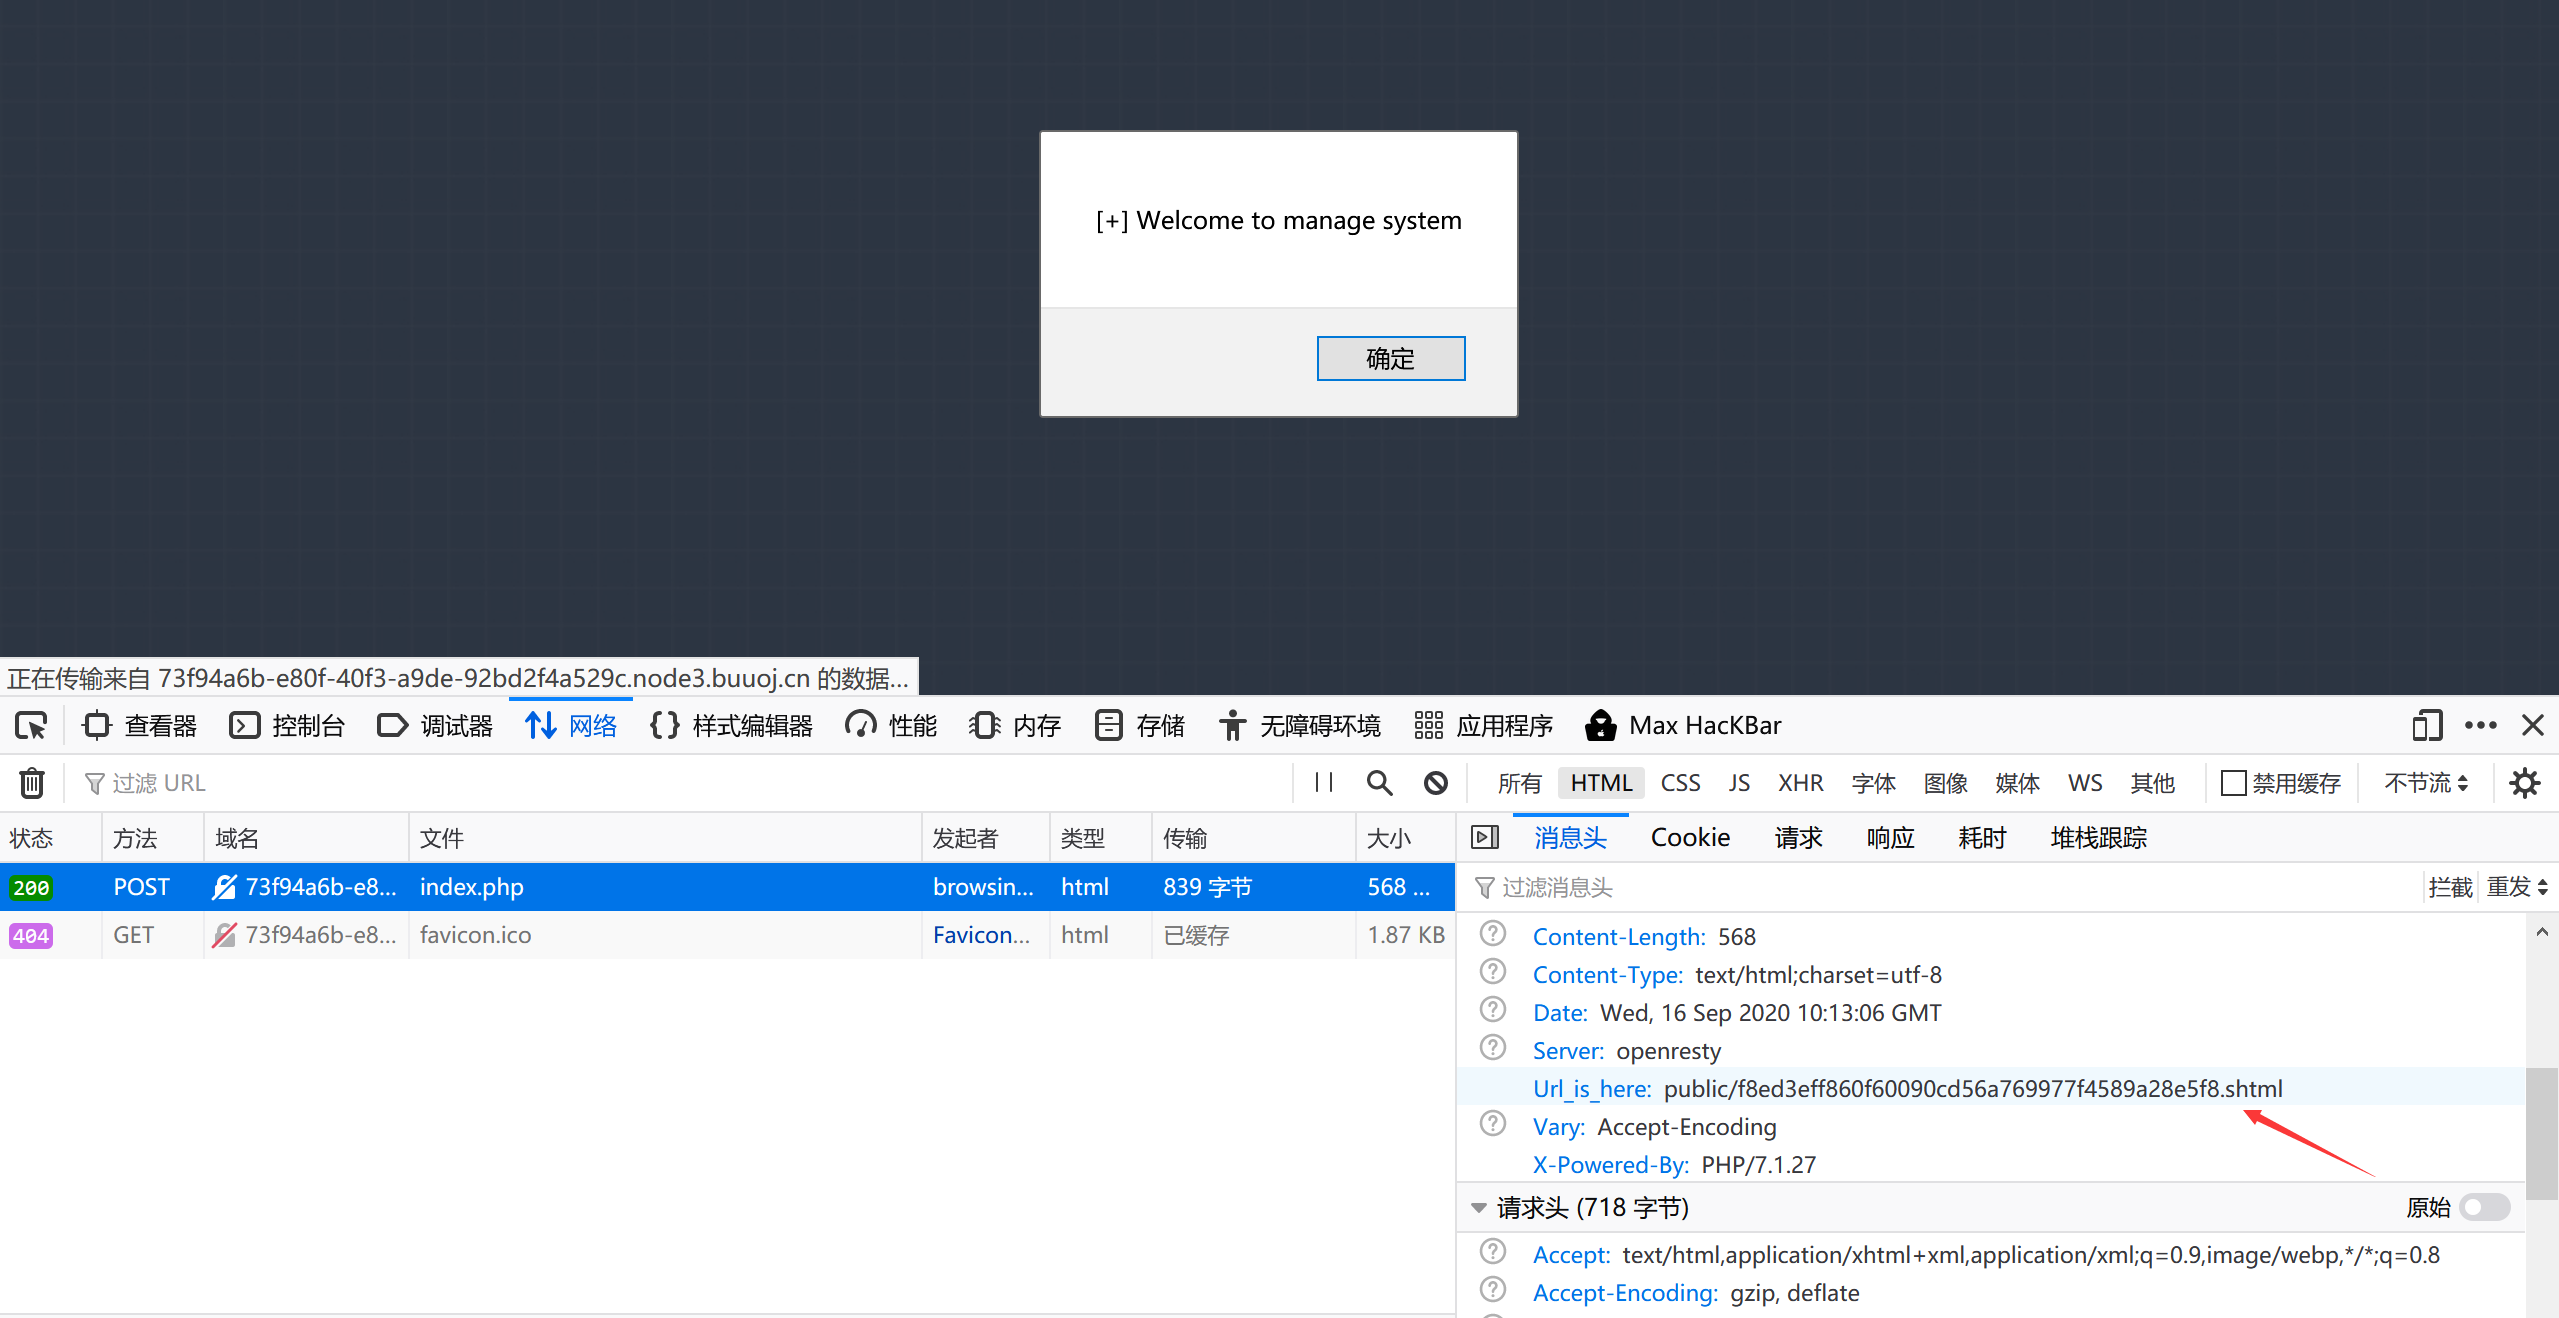 [+] Welcome to manage system
确定
正在传输来自 73f94a6b-e80f-40f3-a9de-92bd2f4a529c.node3.buuoj.cn 的数据...
查看器 控制台 调试器 网络 样式编辑器 性能 内存 存储 无障碍环境 应用程序 Max HacKBar
过滤 URL 所有 HTML CSS JS XHR 字体 图像 媒体 WS 其他 禁用缓存 不节流
状态 方法 域名 文件 发起者 类型 传输 大小
200 POST 73f94a6b-e8... index.php browsin... html 839 字节 568 ...
404 GET 73f94a6b-e8... favicon.ico Favicon... html 已缓存 1.87 KB
消息头 Cookie 请求 响应 耗时 堆栈跟踪
过滤消息头 拦截 重发
Content-Length: 568
Content-Type: text/html;charset=utf-8
Date: Wed, 16 Sep 2020 10:13:06 GMT
Server: openresty
Url_is_here: public/f8ed3eff860f60090cd56a769977f4589a28e5f8.shtml
Vary: Accept-Encoding
X-Powered-By: PHP/7.1.27
请求头 (718 字节) 原始
Accept: text/html,application/xhtml+xml,application/xml;q=0.9,image/webp,*/*;q=0.8
Accept-Encoding: gzip, deflate